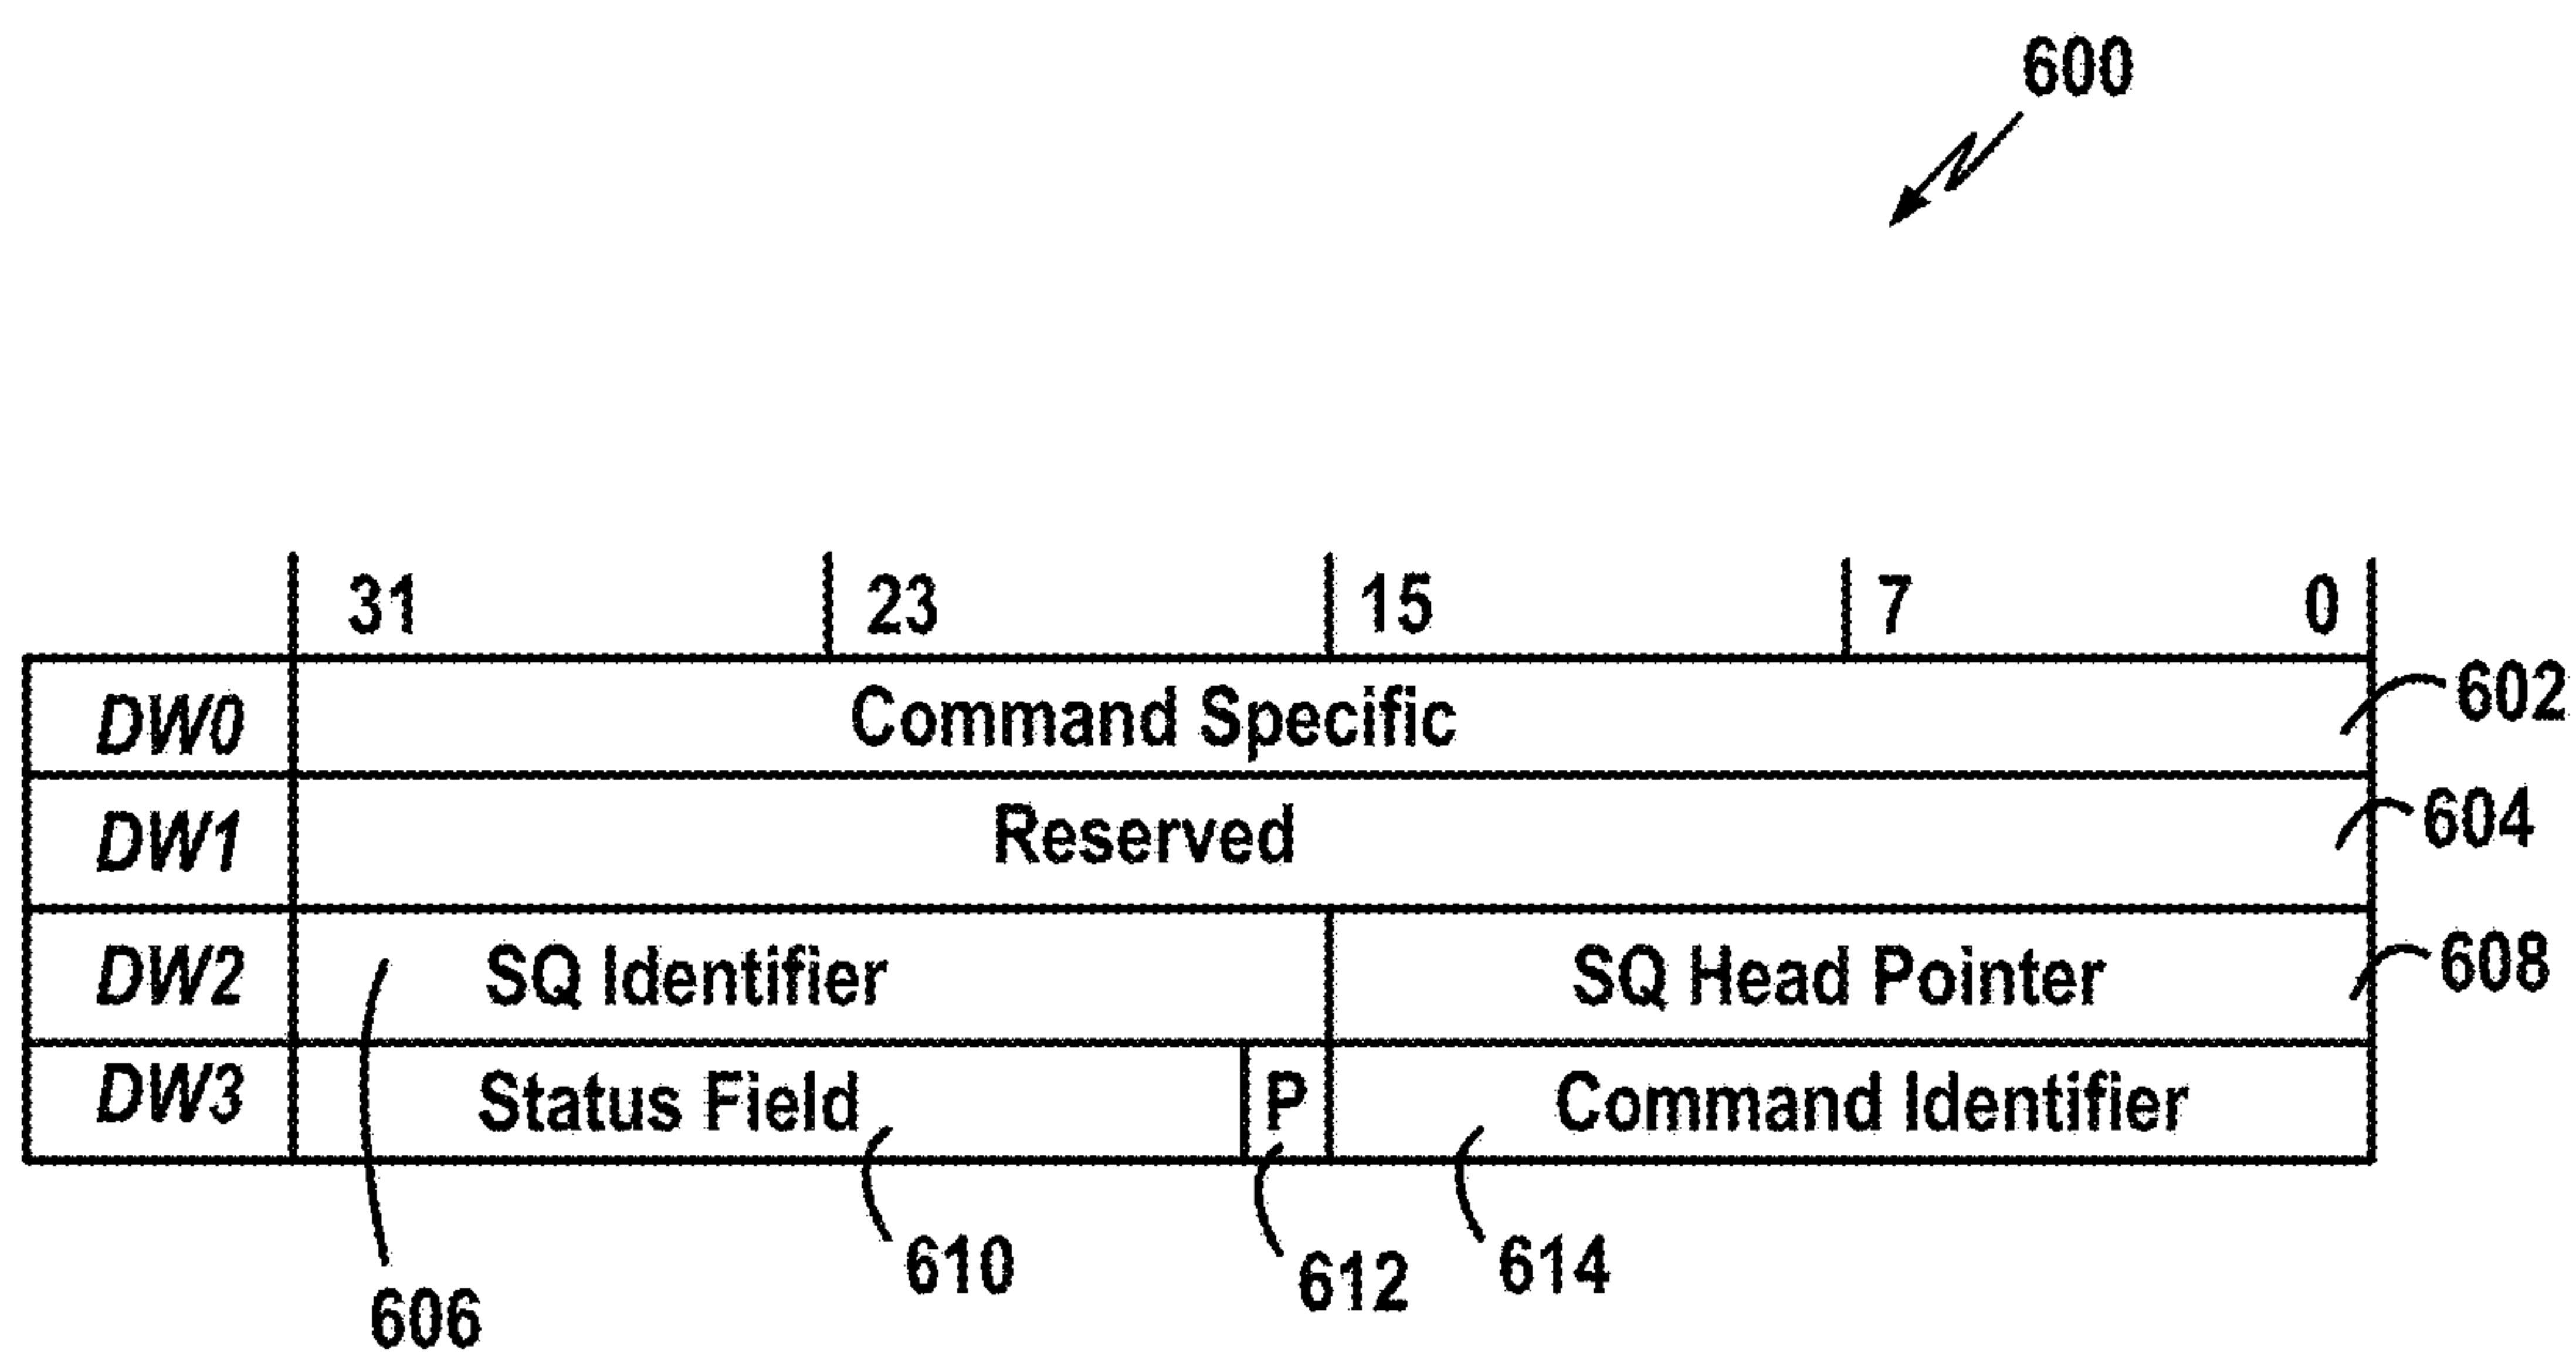 600
31 23 15 7 0
DW0 Command Specific 602
DW1 Reserved 604
DW2 SQ Identifier SQ Head Pointer 608
DW3 Status Field P Command Identifier
606 610 612 614